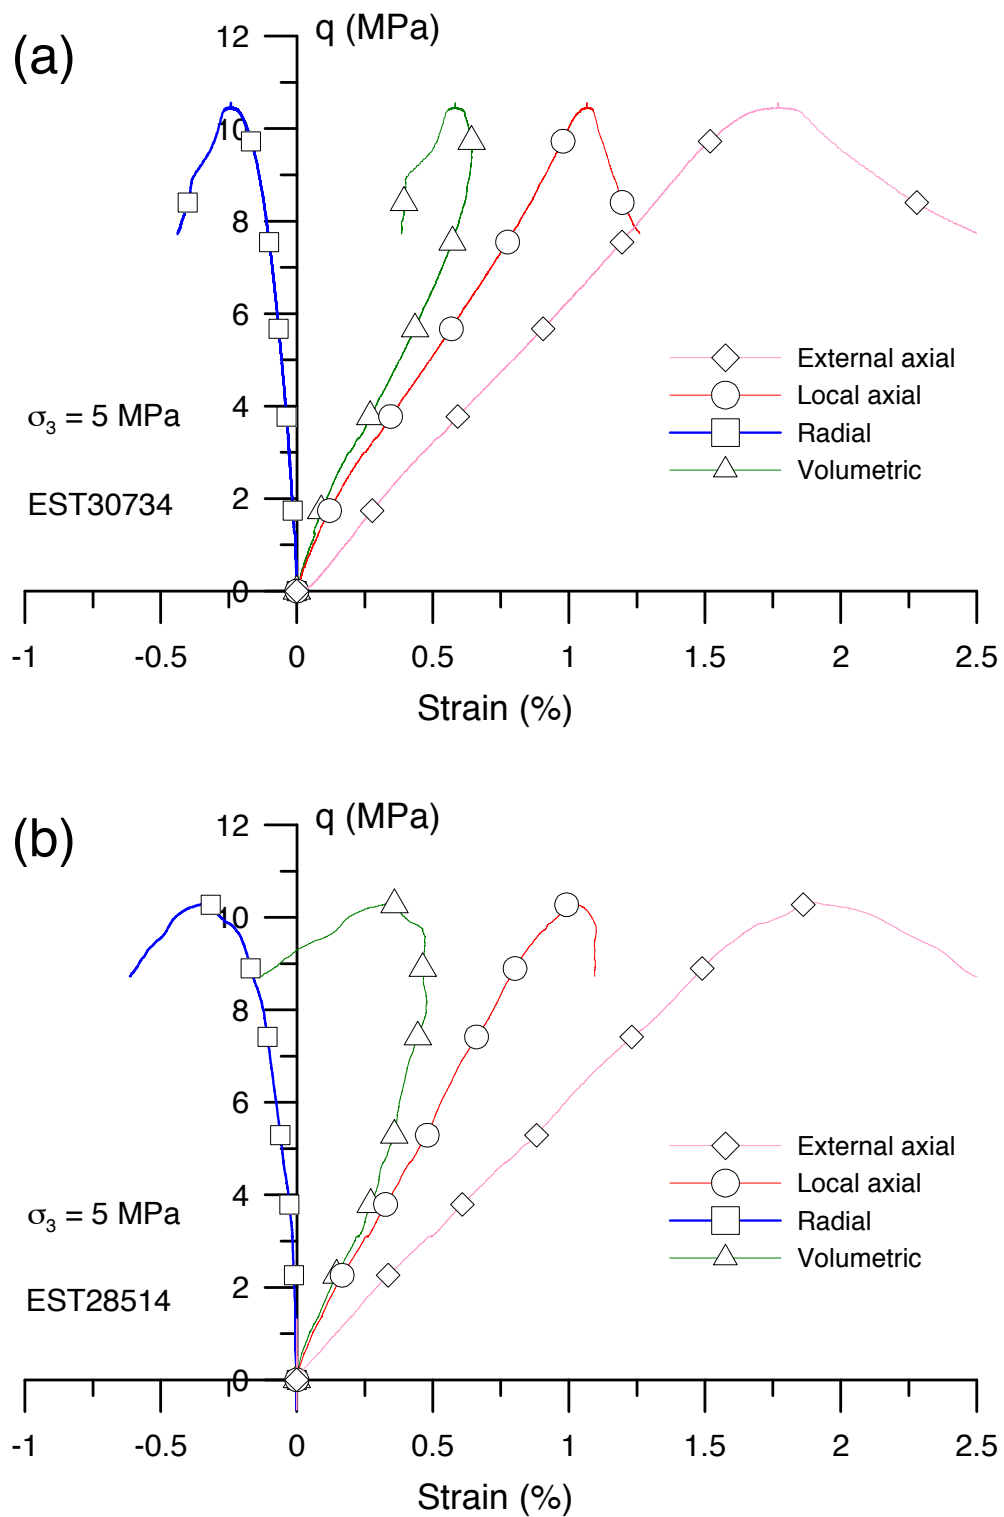 (a)
q (MPa)
12
10
8
6
4
2
0
σ3 = 5 MPa
EST30734
External axial
Local axial
Radial
Volumetric
-1 -0.5 0 0.5 1 1.5 2 2.5
Strain (%)
(b)
q (MPa)
12
10
8
6
4
2
0
σ3 = 5 MPa
EST28514
External axial
Local axial
Radial
Volumetric
-1 -0.5 0 0.5 1 1.5 2 2.5
Strain (%)